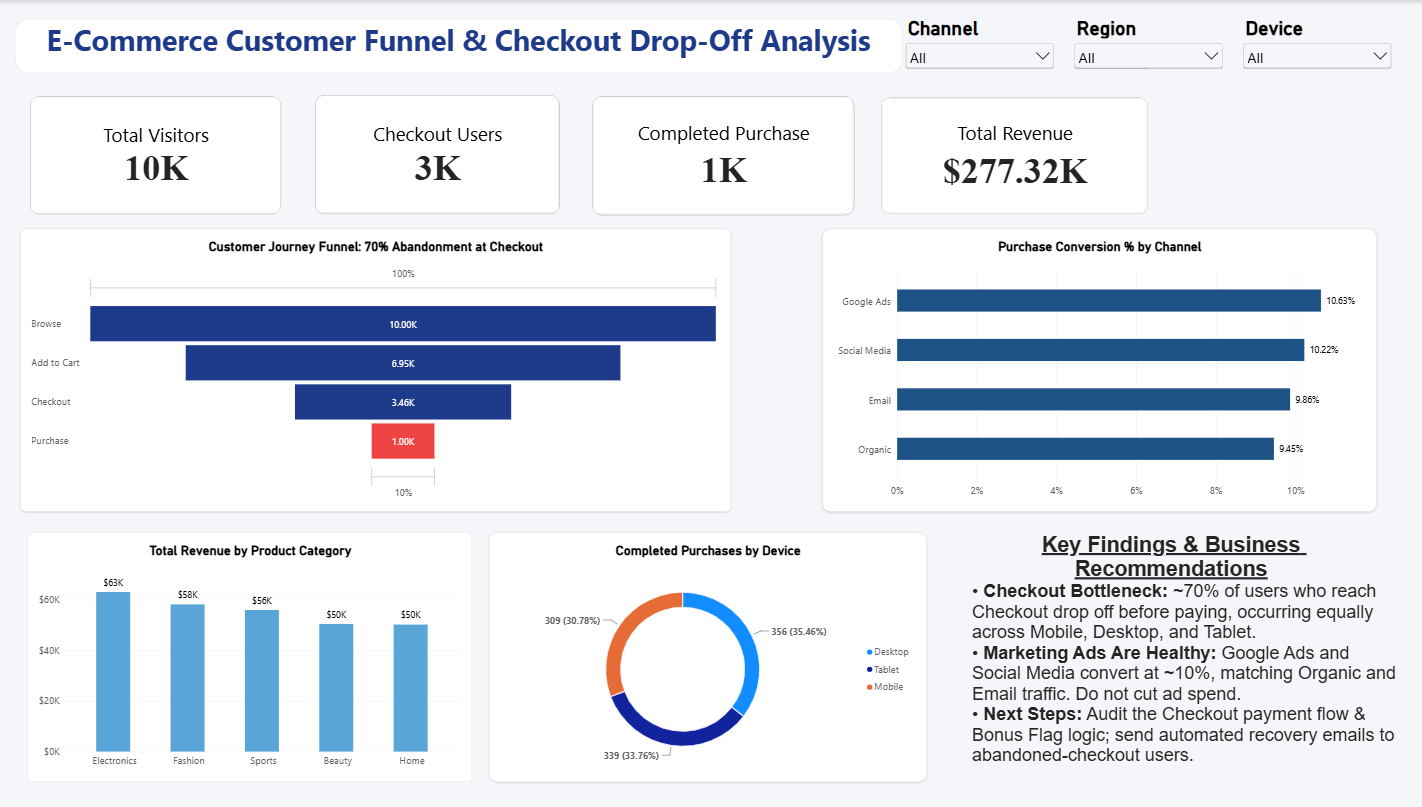 E-Commerce Customer Funnel & Checkout Drop-Off Analysis
Channel
All
Region
All
Device
All
Total Visitors
10K
Checkout Users
3K
Completed Purchase
1K
Total Revenue
$277.32K
Customer Journey Funnel: 70% Abandonment at Checkout
100%
Browse
10.00K
Add to Cart
6.95K
Checkout
3.46K
Purchase
1.00K
10%
Purchase Conversion % by Channel
Google Ads
10.63%
Social Media
10.22%
Email
9.86%
Organic
9.45%
0% 2% 4% 6% 8% 10%
Total Revenue by Product Category
$60K
$40K
$20K
$0K
$63K
$58K
$56K
$50K
$50K
Electronics Fashion Sports Beauty Home
Completed Purchases by Device
309 (30.78%)
356 (35.46%)
339 (33.76%)
Desktop
Tablet
Mobile
Key Findings & Business
Recommendations
• Checkout Bottleneck: ~70% of users who reach
Checkout drop off before paying, occurring equally
across Mobile, Desktop, and Tablet.
• Marketing Ads Are Healthy: Google Ads and
Social Media convert at ~10%, matching Organic and
Email traffic. Do not cut ad spend.
• Next Steps: Audit the Checkout payment flow &
Bonus Flag logic; send automated recovery emails to
abandoned-checkout users.